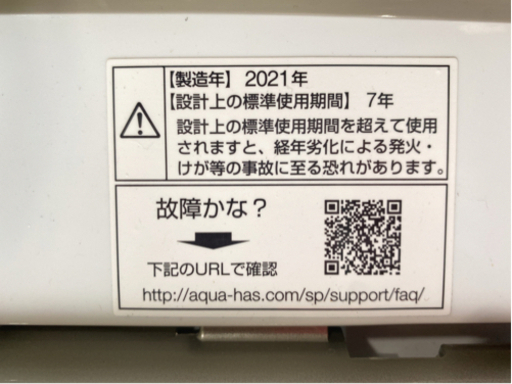 【製造年】 2021年
【設計上の標準使用期間】 7年
設計上の標準使用期間を超えて使用
されますと、経年劣化による発火・
けが等の事故に至る恐れがあります。
故障かな？
下記のURLで確認
http://aqua-has.com/sp/support/faq/